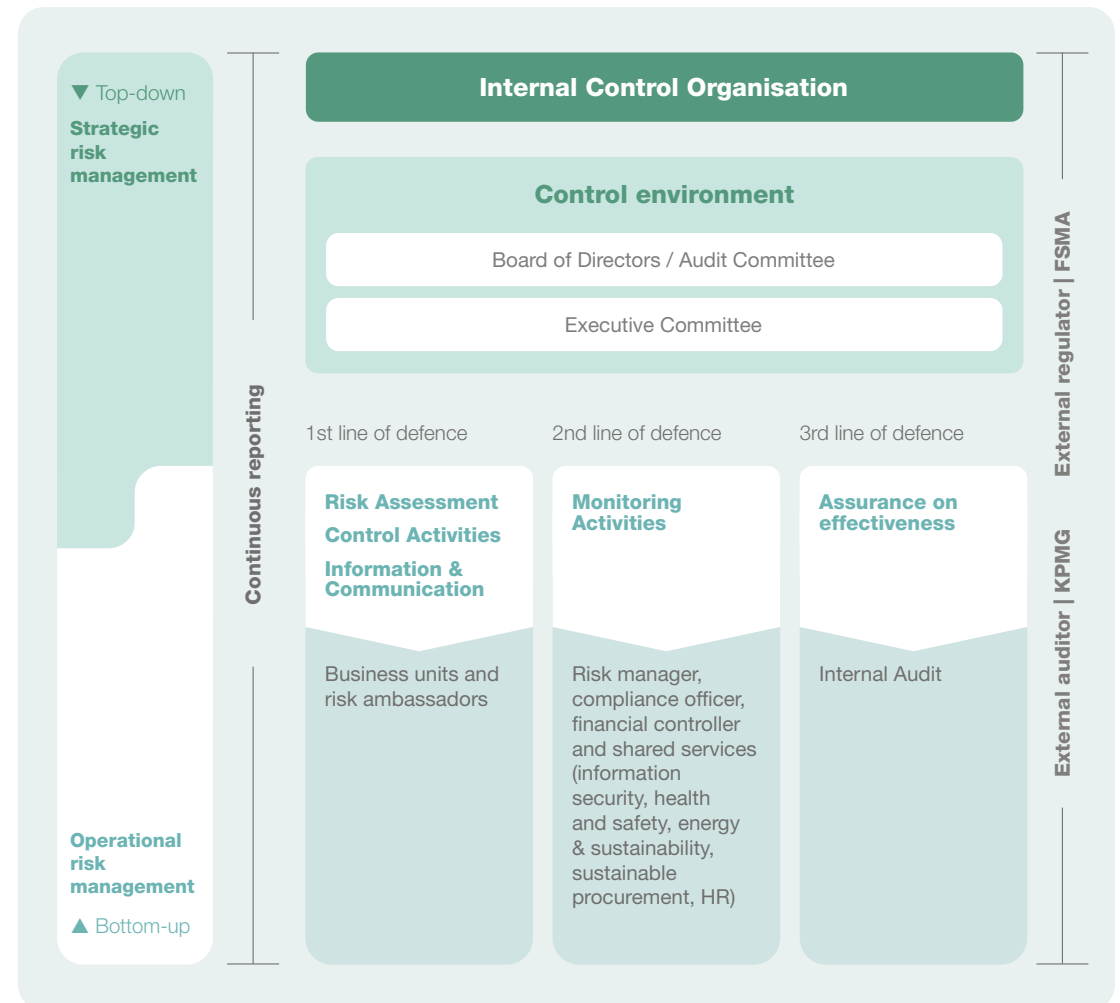 ▼ Top-down
Strategic
risk
management
Operational
risk
management
▲ Bottom-up
Continuous reporting
Internal Control Organisation
Control environment
Board of Directors / Audit Committee
Executive Committee
1st line of defence
Risk Assessment
Control Activities
Information &
Communication
Business units and
risk ambassadors
2nd line of defence
Monitoring
Activities
Risk manager,
compliance officer,
financial controller
and shared services
(information
security, health
and safety, energy
& sustainability,
sustainable
procurement, HR)
3rd line of defence
Assurance on
effectiveness
Internal Audit
External auditor | KPMG
External regulator | FSMA